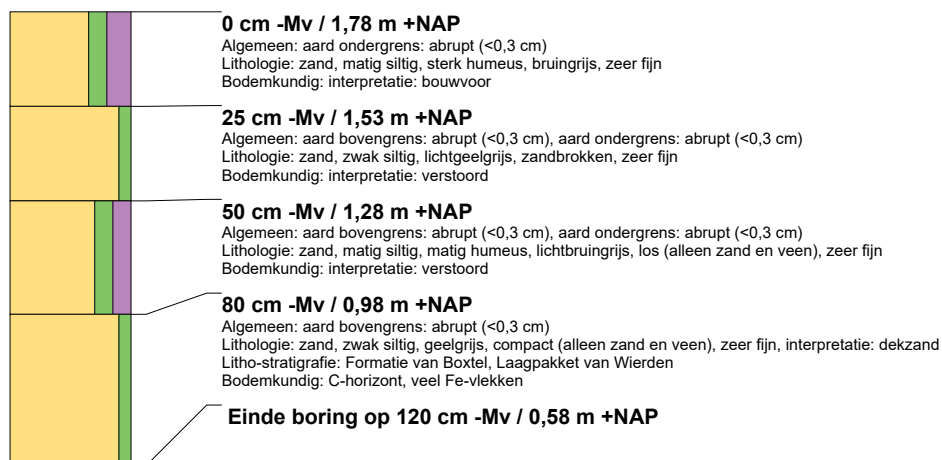 0 cm -Mv / 1,78 m +NAP
Algemeen: aard ondergrens: abrupt (<0,3 cm)
Lithologie: zand, matig siltig, sterk humeus, bruingrijs, zeer fijn
Bodemkundig: interpretatie: bouwvoor
25 cm -Mv / 1,53 m +NAP
Algemeen: aard bovengrens: abrupt (<0,3 cm), aard ondergrens: abrupt (<0,3 cm)
Lithologie: zand, zwak siltig, lichtgeelgrijs, zandbrokken, zeer fijn
Bodemkundig: interpretatie: verstoord
50 cm -Mv / 1,28 m +NAP
Algemeen: aard bovengrens: abrupt (<0,3 cm), aard ondergrens: abrupt (<0,3 cm)
Lithologie: zand, matig siltig, matig humeus, lichtbruingrijs, los (alleen zand en veen), zeer fijn
Bodemkundig: interpretatie: verstoord
80 cm -Mv / 0,98 m +NAP
Algemeen: aard bovengrens: abrupt (<0,3 cm)
Lithologie: zand, zwak siltig, geelgrijs, compact (alleen zand en veen), zeer fijn, interpretatie: dekzand
Litho-stratigrafie: Formatie van Boxtel, Laagpakket van Wierden
Bodemkundig: C-horizont, veel Fe-vlekken
Einde boring op 120 cm -Mv / 0,58 m +NAP